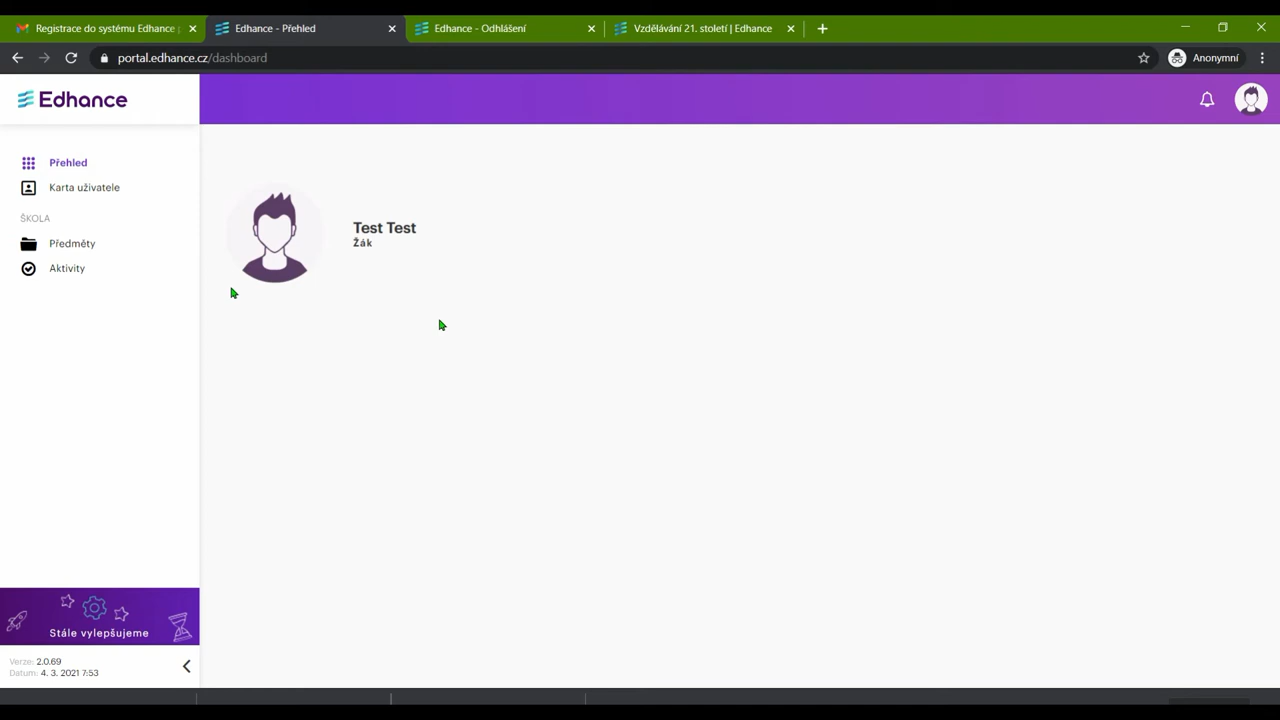 Registrace do systému Edhance
Edhance - Přehled
Edhance - Odhlášení
Vzdělávání 21. století | Edhance
portal.edhance.cz/dashboard
Anonymní
Edhance
Přehled
Karta uživatele
ŠKOLA
Předměty
Aktivity
Test Test
Žák
Stále vylepšujeme
Verze: 2.0.69
Datum: 4. 3. 2021 7:53